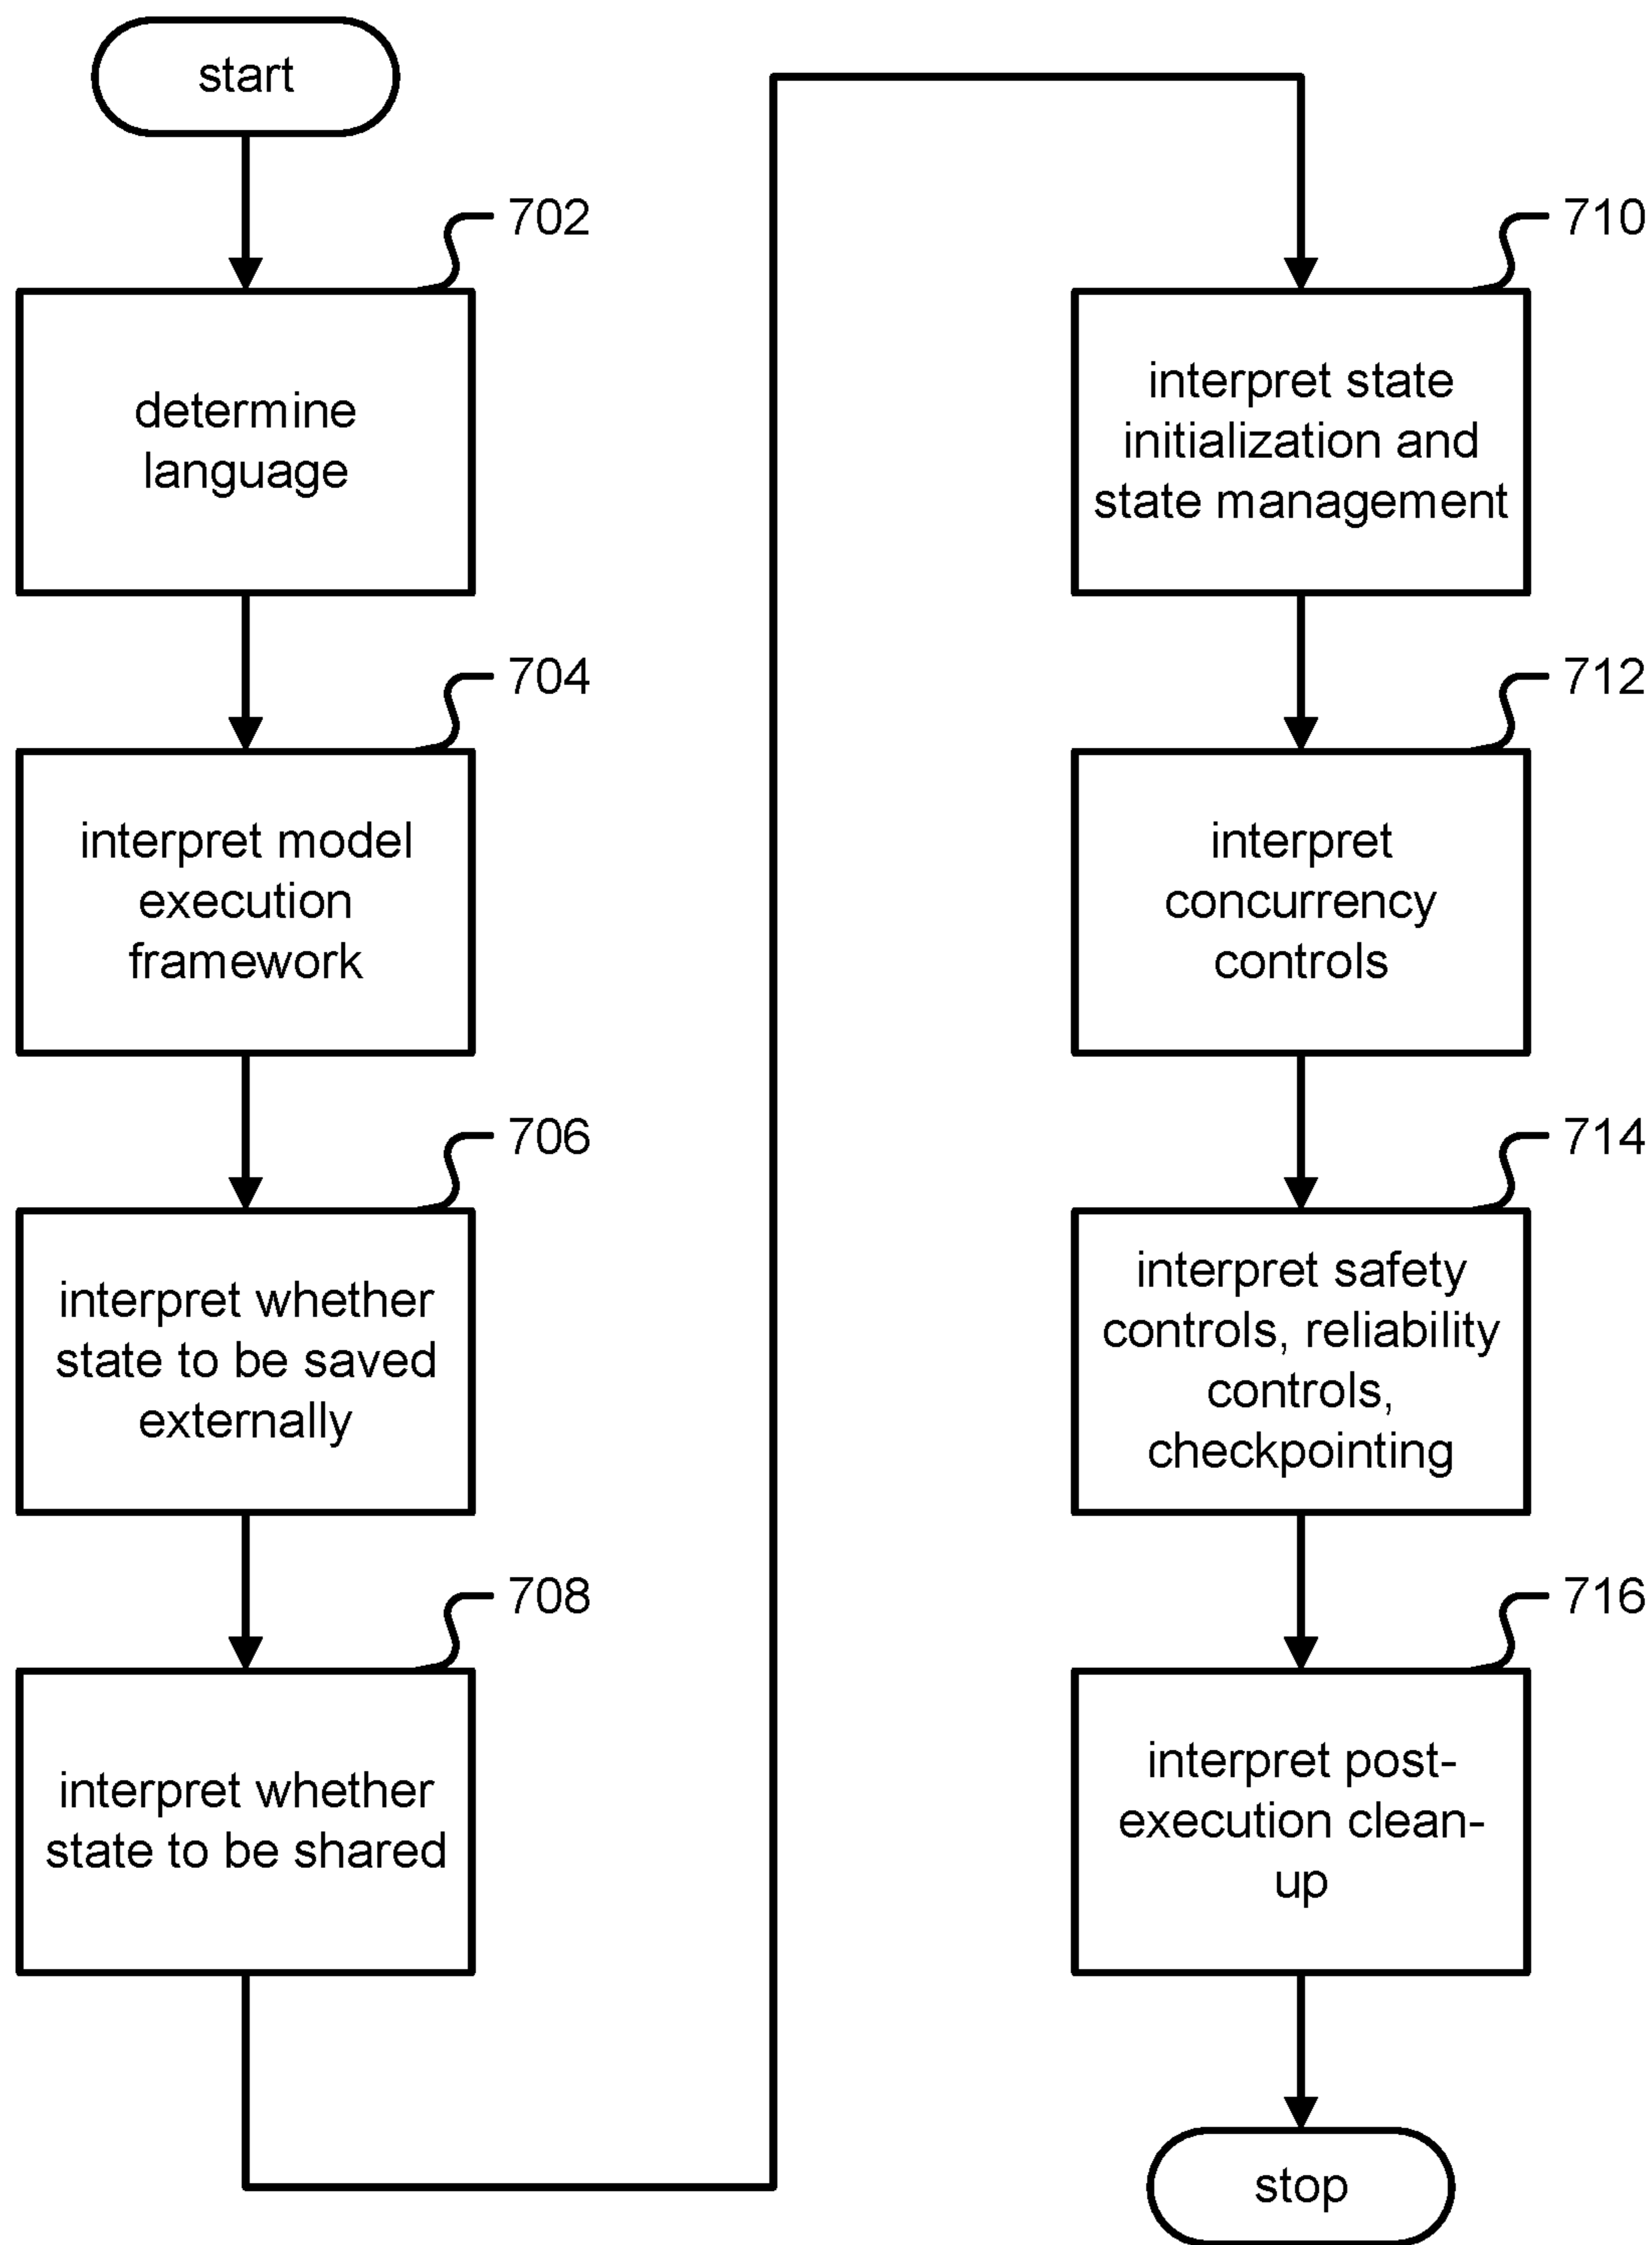 start
702
determine
language
704
interpret model
execution
framework
706
interpret whether
state to be saved
externally
708
interpret whether
state to be shared
710
interpret state
initialization and
state management
712
interpret
concurrency
controls
714
interpret safety
controls, reliability
controls,
checkpointing
716
interpret post-
execution clean-
up
stop